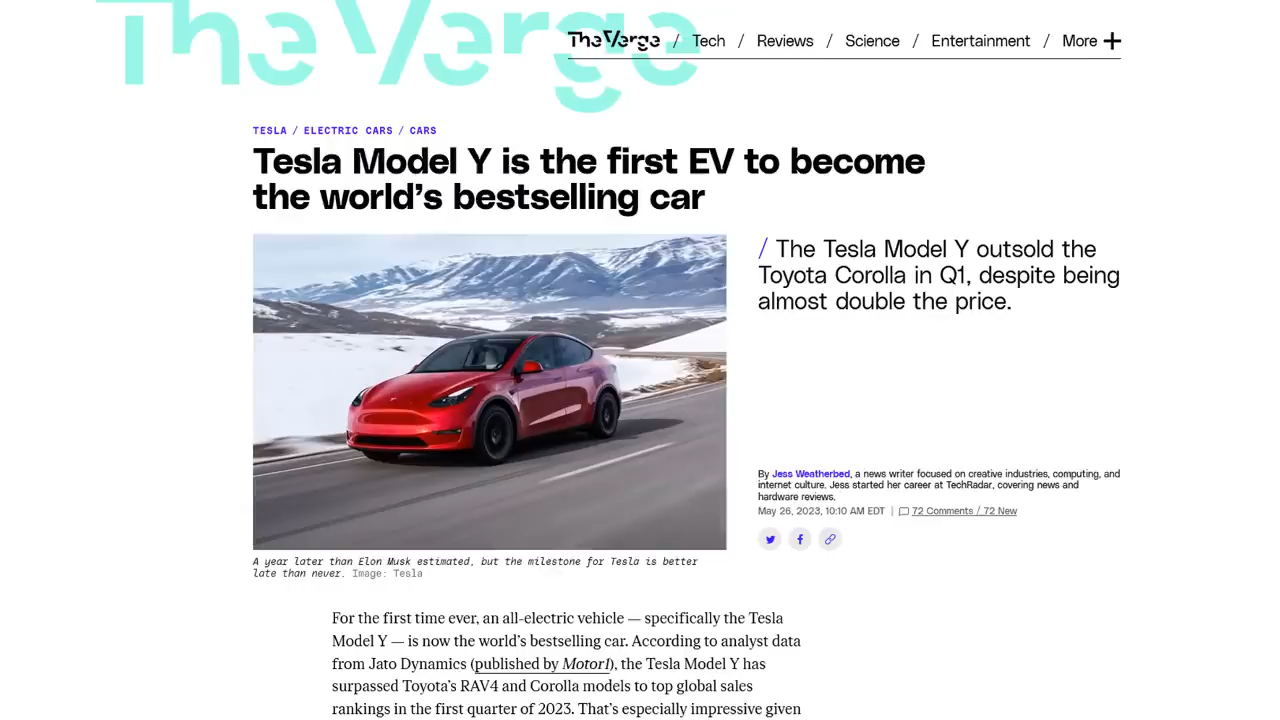 The Verge
The Verge / Tech / Reviews / Science / Entertainment / More +
TESLA / ELECTRIC CARS / CARS
Tesla Model Y is the first EV to become
the world’s bestselling car
/ The Tesla Model Y outsold the
Toyota Corolla in Q1, despite being
almost double the price.
By Jess Weatherbed, a news writer focused on creative industries, computing, and
internet culture. Jess started her career at TechRadar, covering news and
hardware reviews.
May 26, 2023, 10:10 AM EDT | 72 Comments / 72 New
A year later than Elon Musk estimated, but the milestone for Tesla is better
late than never. Image: Tesla
For the first time ever, an all-electric vehicle — specifically the Tesla
Model Y — is now the world’s bestselling car. According to analyst data
from Jato Dynamics (published by Motor1), the Tesla Model Y has
surpassed Toyota’s RAV4 and Corolla models to top global sales
rankings in the first quarter of 2023. That’s especially impressive given